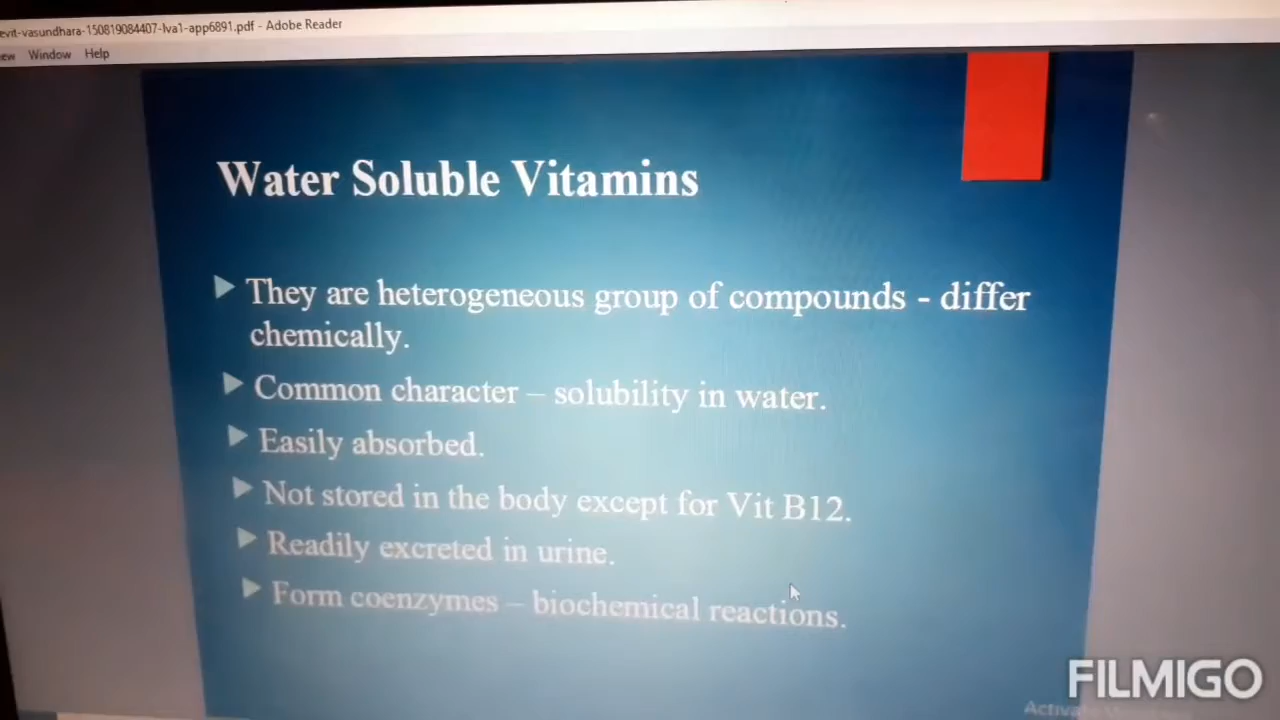 evit-vasundhara-150819084407-lva1-app6891.pdf - Adobe Reader
Window Help
Water Soluble Vitamins
They are heterogeneous group of compounds - differ
chemically.
Common character – solubility in water.
Easily absorbed.
Not stored in the body except for Vit B12.
Readily excreted in urine.
Form coenzymes – biochemical reactions.
FILMIGO